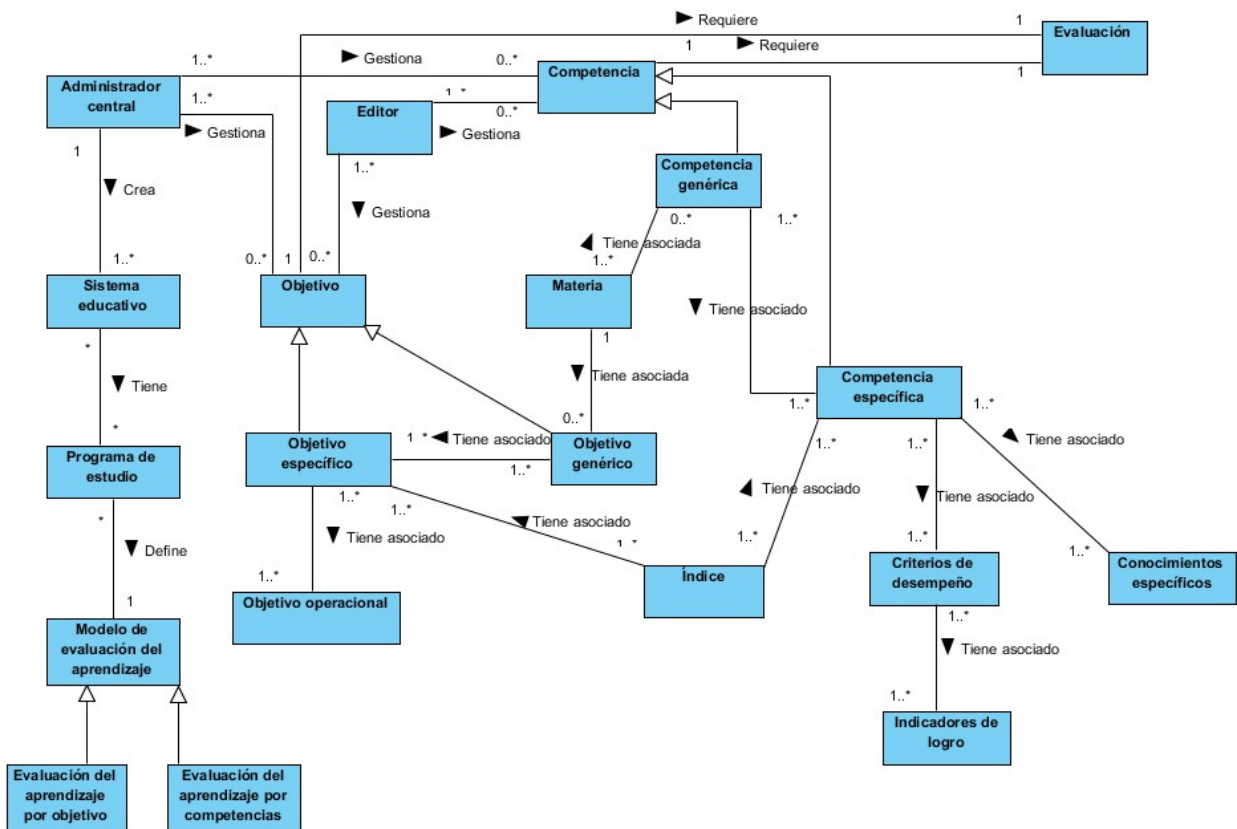 Requiere
1
Evaluación
1
Requiere
1..*
Gestiona
0..*
Competencia
1
Administrador
central
1..*
Gestiona
Editor
1..*
0..*
Gestiona
1
1..*
Competencia
genérica
Crea
Gestiona
0..*
1..*
Tiene asociada
1..*
0..*
1
0..*
1..*
Sistema
educativo
Objetivo
Materia
Tiene asociado
*
1
Tiene
Tiene asociada
Competencia
específica
*
0..*
1..*
1..*
Programa de
estudio
Objetivo
específico
1..*
Tiene asociado
Objetivo
genérico
1..*
1..*
1..*
Tiene asociado
*
1..*
1..*
Tiene asociado
Tiene asociado
Define
Tiene asociado
Tiene asociado
1..*
1..*
1..*
1..*
1..*
1
Objetivo operacional
Índice
Criterios de
desempeño
Conocimientos
específicos
Modelo de
evaluación del
aprendizaje
1..*
Tiene asociado
1..*
Indicadores de
logro
Evaluación del
aprendizaje
por objetivo
Evaluación del
aprendizaje por
competencias